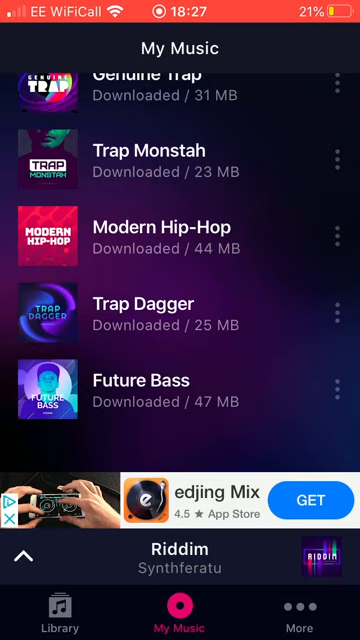 EE WiFiCall 18:27 21%
My Music
GENUINE
TRAP
Genuine Trap
Downloaded / 31 MB
TRAP
MONSTAH
Trap Monstah
Downloaded / 23 MB
MODERN
HIP-HOP
Modern Hip-Hop
Downloaded / 44 MB
TRAP
DAGGER
Trap Dagger
Downloaded / 25 MB
FUTURE
BASS
Future Bass
Downloaded / 47 MB
e
edjing Mix
4.5 ★ App Store
GET
Riddim
Synthferatu
RIDDIM
Library
My Music
More